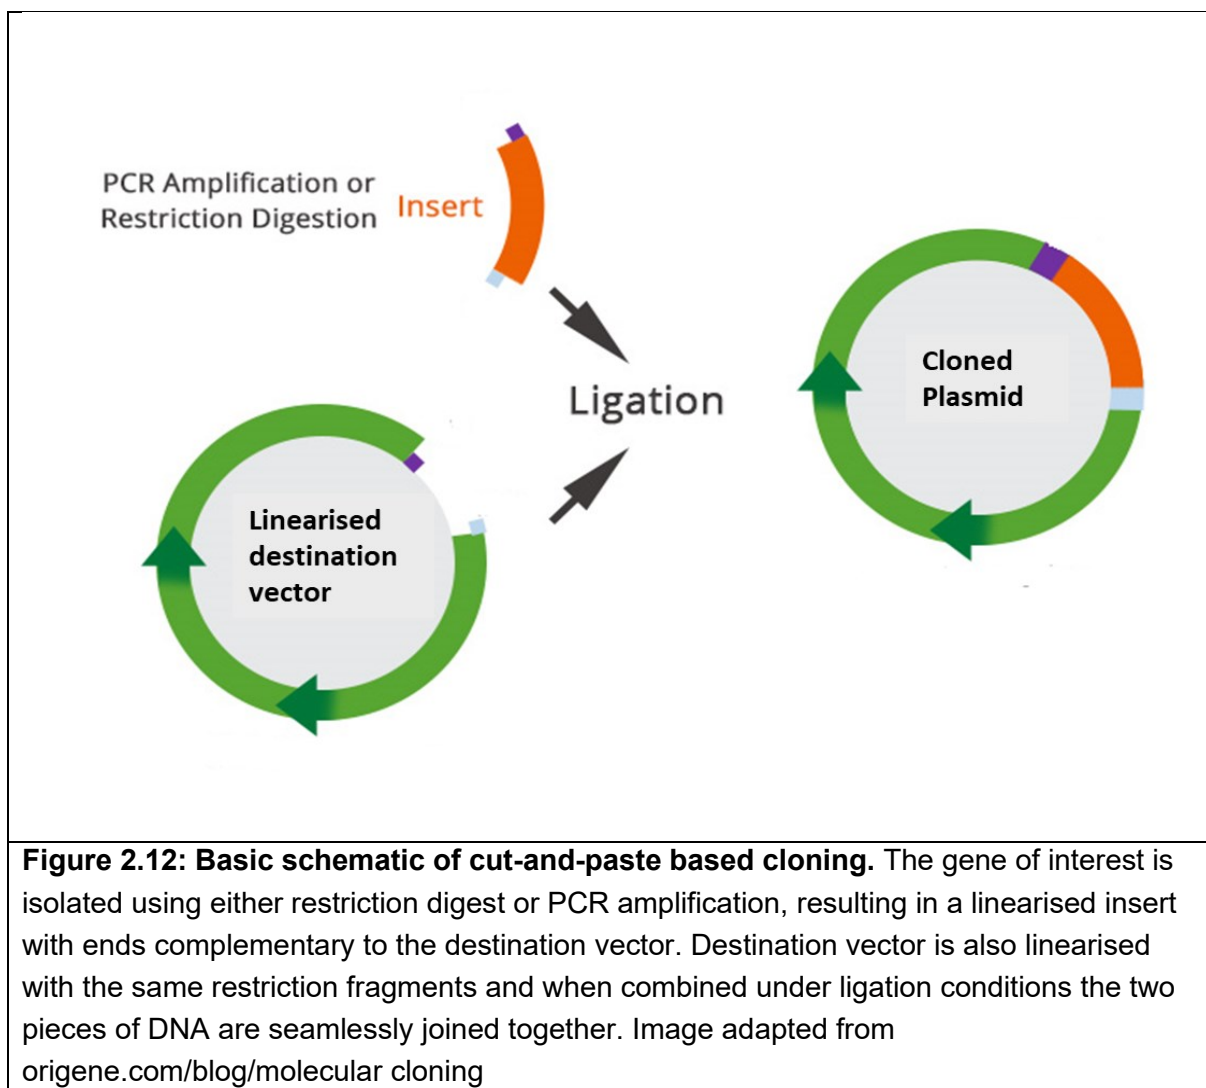 PCR Amplification or
Restriction Digestion
Insert
Ligation
Linearised
destination
vector
Cloned
Plasmid
Figure 2.12: Basic schematic of cut-and-paste based cloning. The gene of interest is
isolated using either restriction digest or PCR amplification, resulting in a linearised insert
with ends complementary to the destination vector. Destination vector is also linearised
with the same restriction fragments and when combined under ligation conditions the two
pieces of DNA are seamlessly joined together. Image adapted from
origene.com/blog/molecular cloning